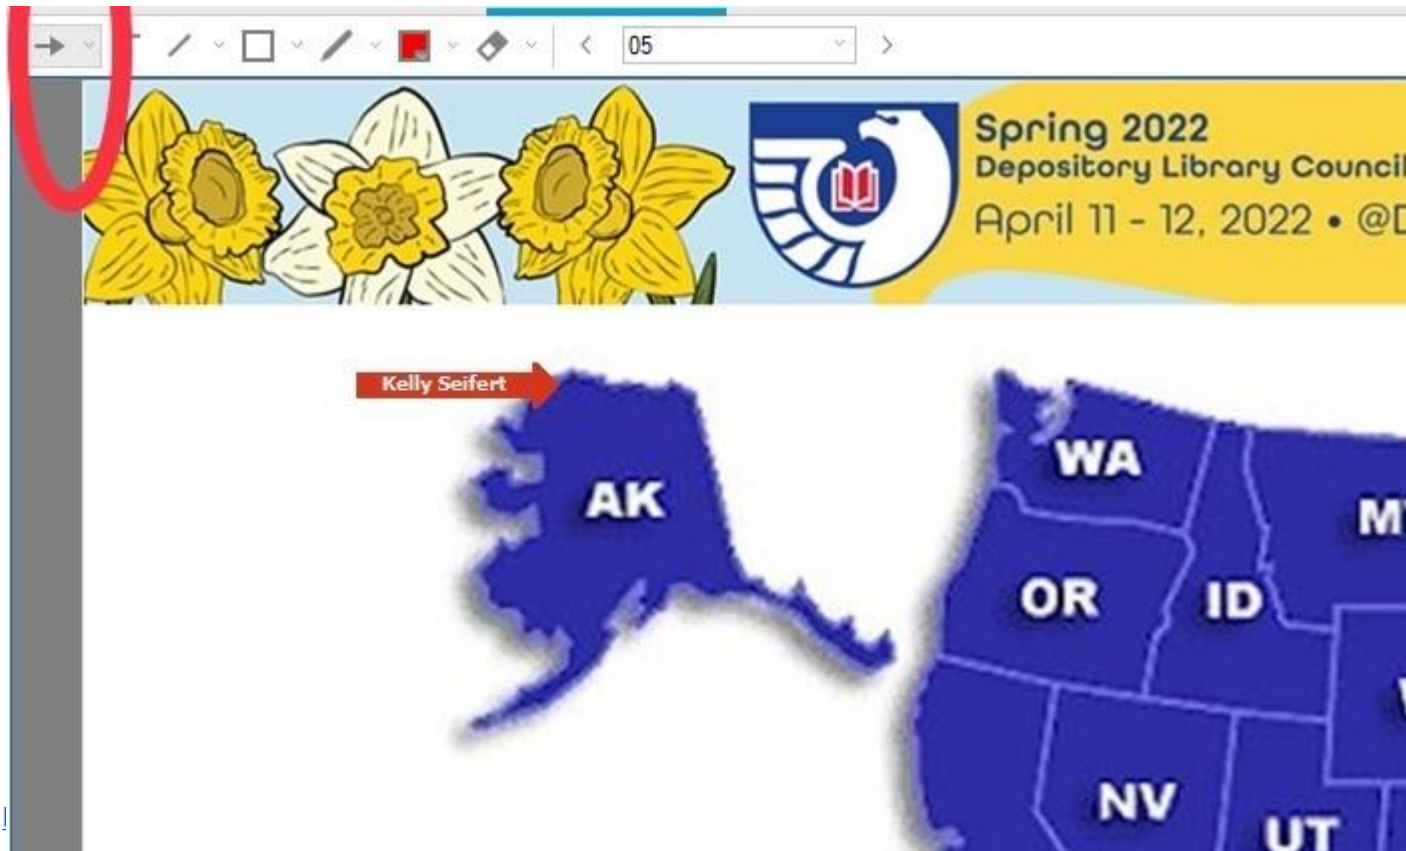 05
Spring 2022
Depository Library Council
April 11 - 12, 2022 • @D
Kelly Seifert
AK
WA
OR
ID
NV
UT